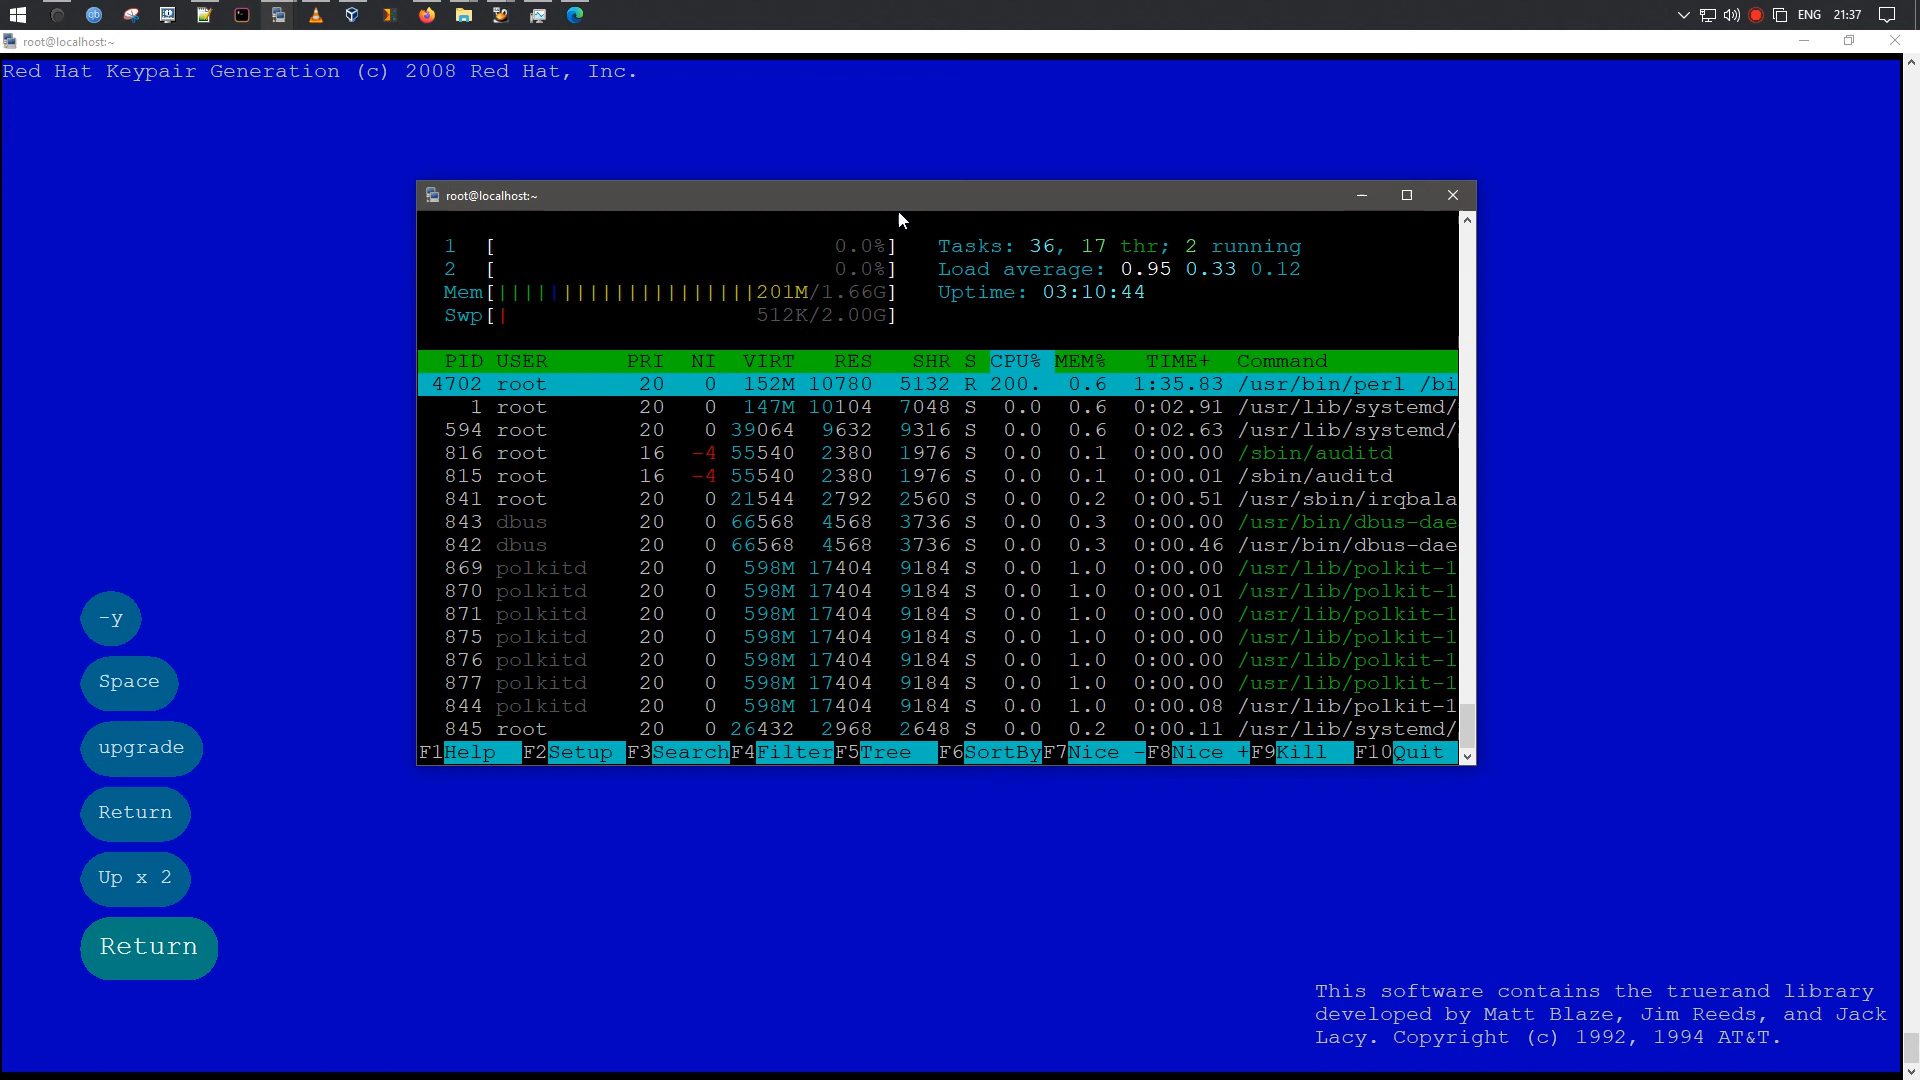 ENG 21:37
root@localhost:~
Red Hat Keypair Generation (c) 2008 Red Hat, Inc.
root@localhost:~
1 [ 0.0%] Tasks: 36, 17 thr; 2 running
2 [ 0.0%] Load average: 0.95 0.33 0.12
Mem[||||||||||||||||||||201M/1.66G] Uptime: 03:10:44
Swp[| 512K/2.00G]
PID USER PRI NI VIRT RES SHR S CPU% MEM% TIME+ Command
4702 root 20 0 152M 10780 5132 R 200. 0.6 1:35.83 /usr/bin/perl /bi
1 root 20 0 147M 10104 7048 S 0.0 0.6 0:02.91 /usr/lib/systemd/
594 root 20 0 39064 9632 9316 S 0.0 0.6 0:02.63 /usr/lib/systemd/
816 root 16 -4 55540 2380 1976 S 0.0 0.1 0:00.00 /sbin/auditd
815 root 16 -4 55540 2380 1976 S 0.0 0.1 0:00.01 /sbin/auditd
841 root 20 0 21544 2792 2560 S 0.0 0.2 0:00.51 /usr/sbin/irqbala
843 dbus 20 0 66568 4568 3736 S 0.0 0.3 0:00.00 /usr/bin/dbus-dae
842 dbus 20 0 66568 4568 3736 S 0.0 0.3 0:00.46 /usr/bin/dbus-dae
869 polkitd 20 0 598M 17404 9184 S 0.0 1.0 0:00.00 /usr/lib/polkit-1
870 polkitd 20 0 598M 17404 9184 S 0.0 1.0 0:00.01 /usr/lib/polkit-1
871 polkitd 20 0 598M 17404 9184 S 0.0 1.0 0:00.00 /usr/lib/polkit-1
875 polkitd 20 0 598M 17404 9184 S 0.0 1.0 0:00.00 /usr/lib/polkit-1
876 polkitd 20 0 598M 17404 9184 S 0.0 1.0 0:00.00 /usr/lib/polkit-1
877 polkitd 20 0 598M 17404 9184 S 0.0 1.0 0:00.00 /usr/lib/polkit-1
844 polkitd 20 0 598M 17404 9184 S 0.0 1.0 0:00.08 /usr/lib/polkit-1
845 root 20 0 26432 2968 2648 S 0.0 0.2 0:00.11 /usr/lib/systemd/
F1Help F2Setup F3SearchF4FilterF5Tree F6SortByF7Nice -F8Nice +F9Kill F10Quit
-y
Space
upgrade
Return
Up x 2
Return
This software contains the truerand library
developed by Matt Blaze, Jim Reeds, and Jack
Lacy. Copyright (c) 1992, 1994 AT&T.